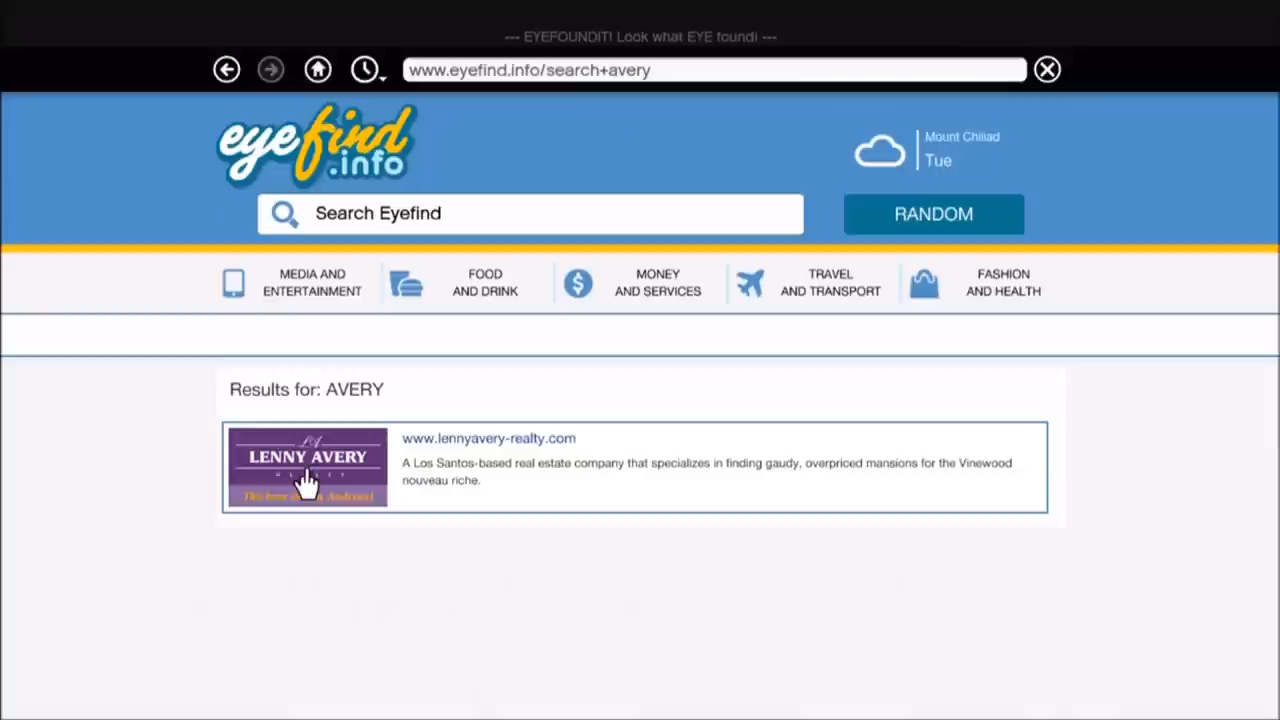 --- EYEFOUNDIT! Look what EYE found! ---
www.eyefind.info/search+avery
eyefind
.info
Mount Chiliad
Tue
Search Eyefind
RANDOM
MEDIA AND
ENTERTAINMENT
FOOD
AND DRINK
MONEY
AND SERVICES
TRAVEL
AND TRANSPORT
FASHION
AND HEALTH
Results for: AVERY
LA
LENNY AVERY
www.lennyavery-realty.com
A Los Santos-based real estate company that specializes in finding gaudy, overpriced mansions for the Vinewood
nouveau riche.